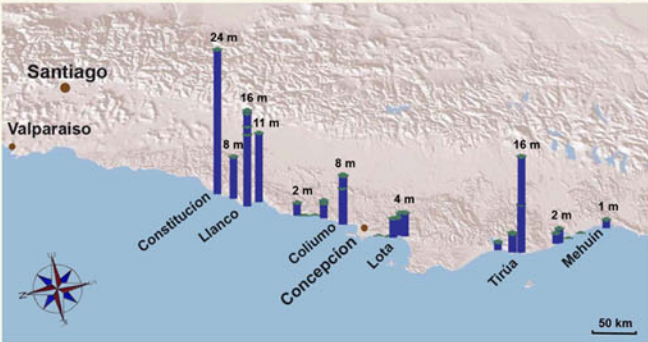 24 m
Santiago
16 m
11 m
Valparaiso
8 m
8 m
16 m
2 m
4 m
2 m
1 m
Constitucion
Llanco
Coliumo
Concepcion
Lota
Tirúa
Mehuín
50 km